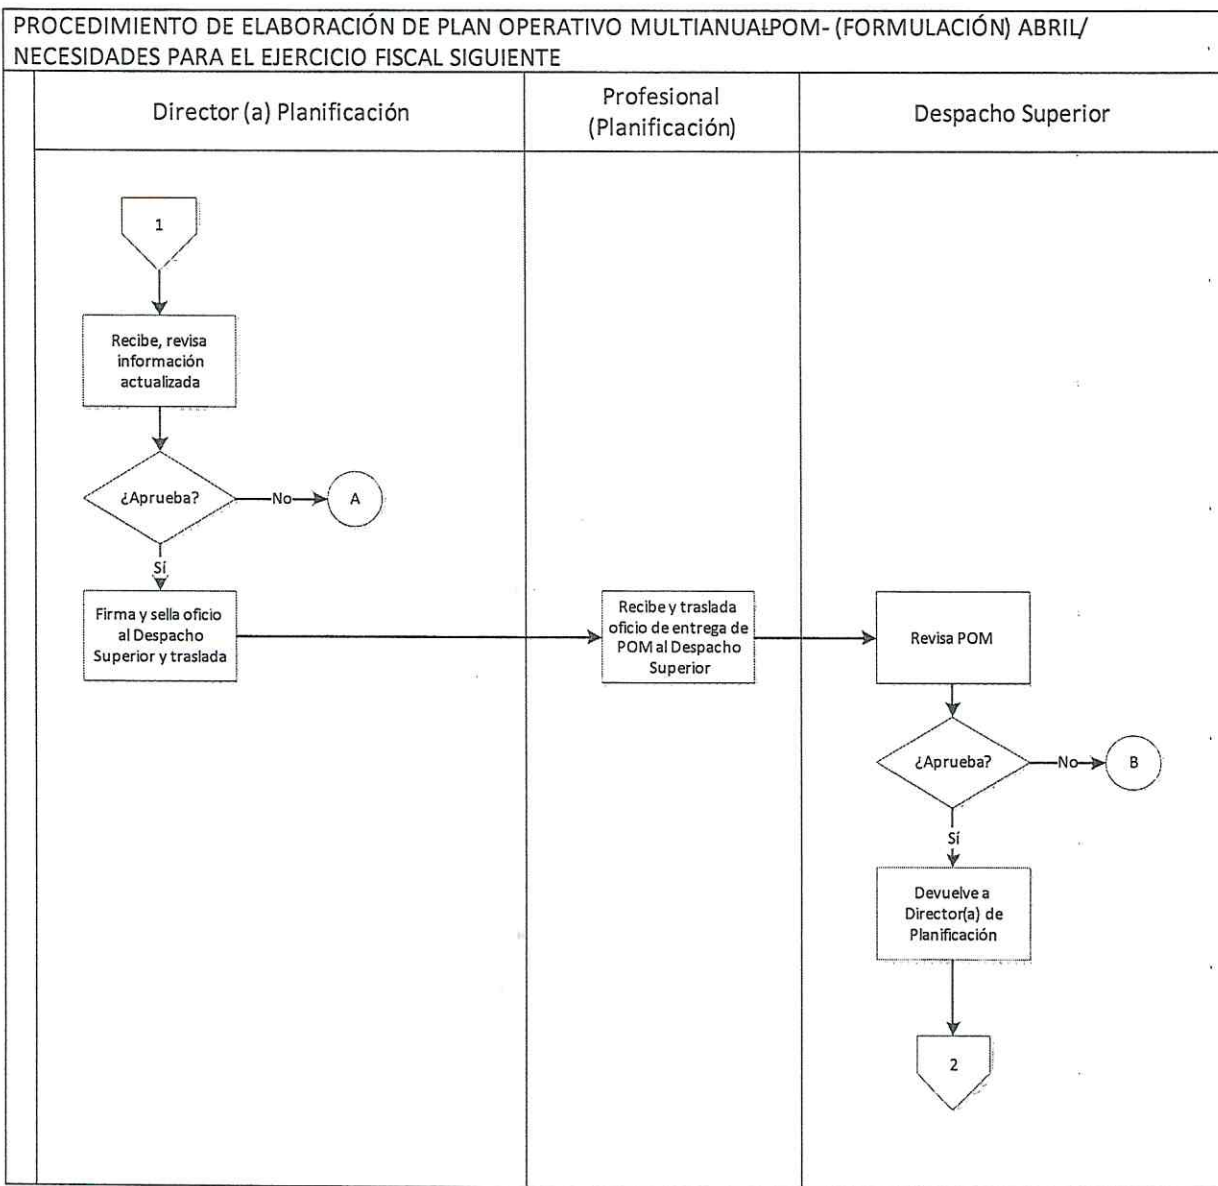 PROCEDIMIENTO DE ELABORACIÓN DE PLAN OPERATIVO MULTIANUAL-POM- (FORMULACIÓN) ABRIL/
NECESIDADES PARA EL EJERCICIO FISCAL SIGUIENTE
Director (a) Planificación
Profesional
(Planificación)
Despacho Superior
1
Recibe, revisa
información
actualizada
¿Aprueba?
No
A
Sí
Firma y sella oficio
al Despacho
Superior y traslada
Recibe y traslada
oficio de entrega de
POM al Despacho
Superior
Revisa POM
¿Aprueba?
No
B
Sí
Devuelve a
Director(a) de
Planificación
2